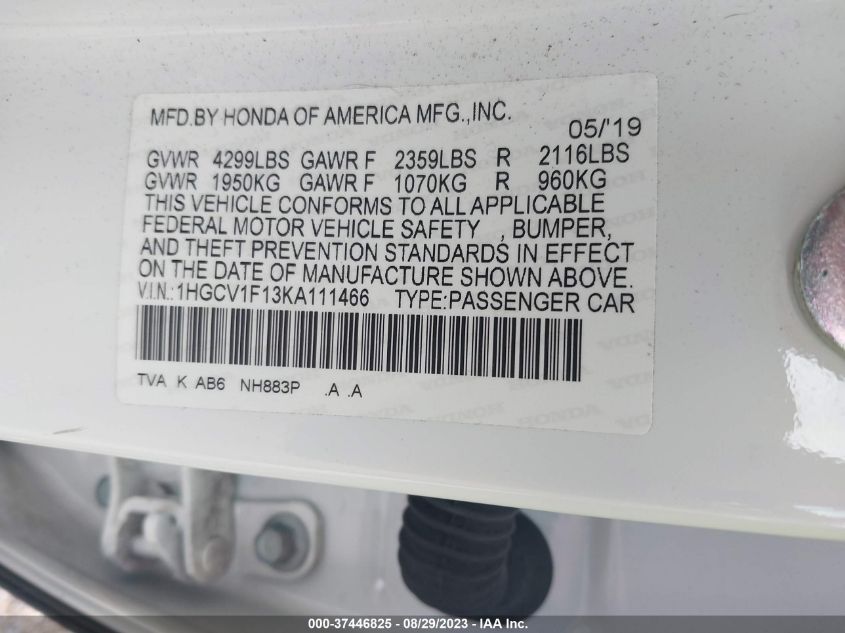 MFD.BY HONDA OF AMERICA MFG.,INC.
05/'19
GVWR 4299LBS GAWR F 2359LBS R 2116LBS
GVWR 1950KG GAWR F 1070KG R 960KG
THIS VEHICLE CONFORMS TO ALL APPLICABLE
FEDERAL MOTOR VEHICLE SAFETY , BUMPER,
AND THEFT PREVENTION STANDARDS IN EFFECT
ON THE DATE OF MANUFACTURE SHOWN ABOVE.
V.I.N.:1HGCV1F13KA111466 TYPE:PASSENGER CAR
TVA K AB6 NH883P .A .A
000-37446825 - 08/29/2023 - IAA Inc.